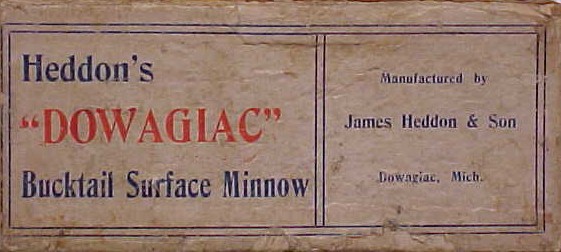 Heddon's
"DOWAGIAC"
Bucktail Surface Minnow
Manufactured by
James Heddon & Son
Dowagiac, Mich.